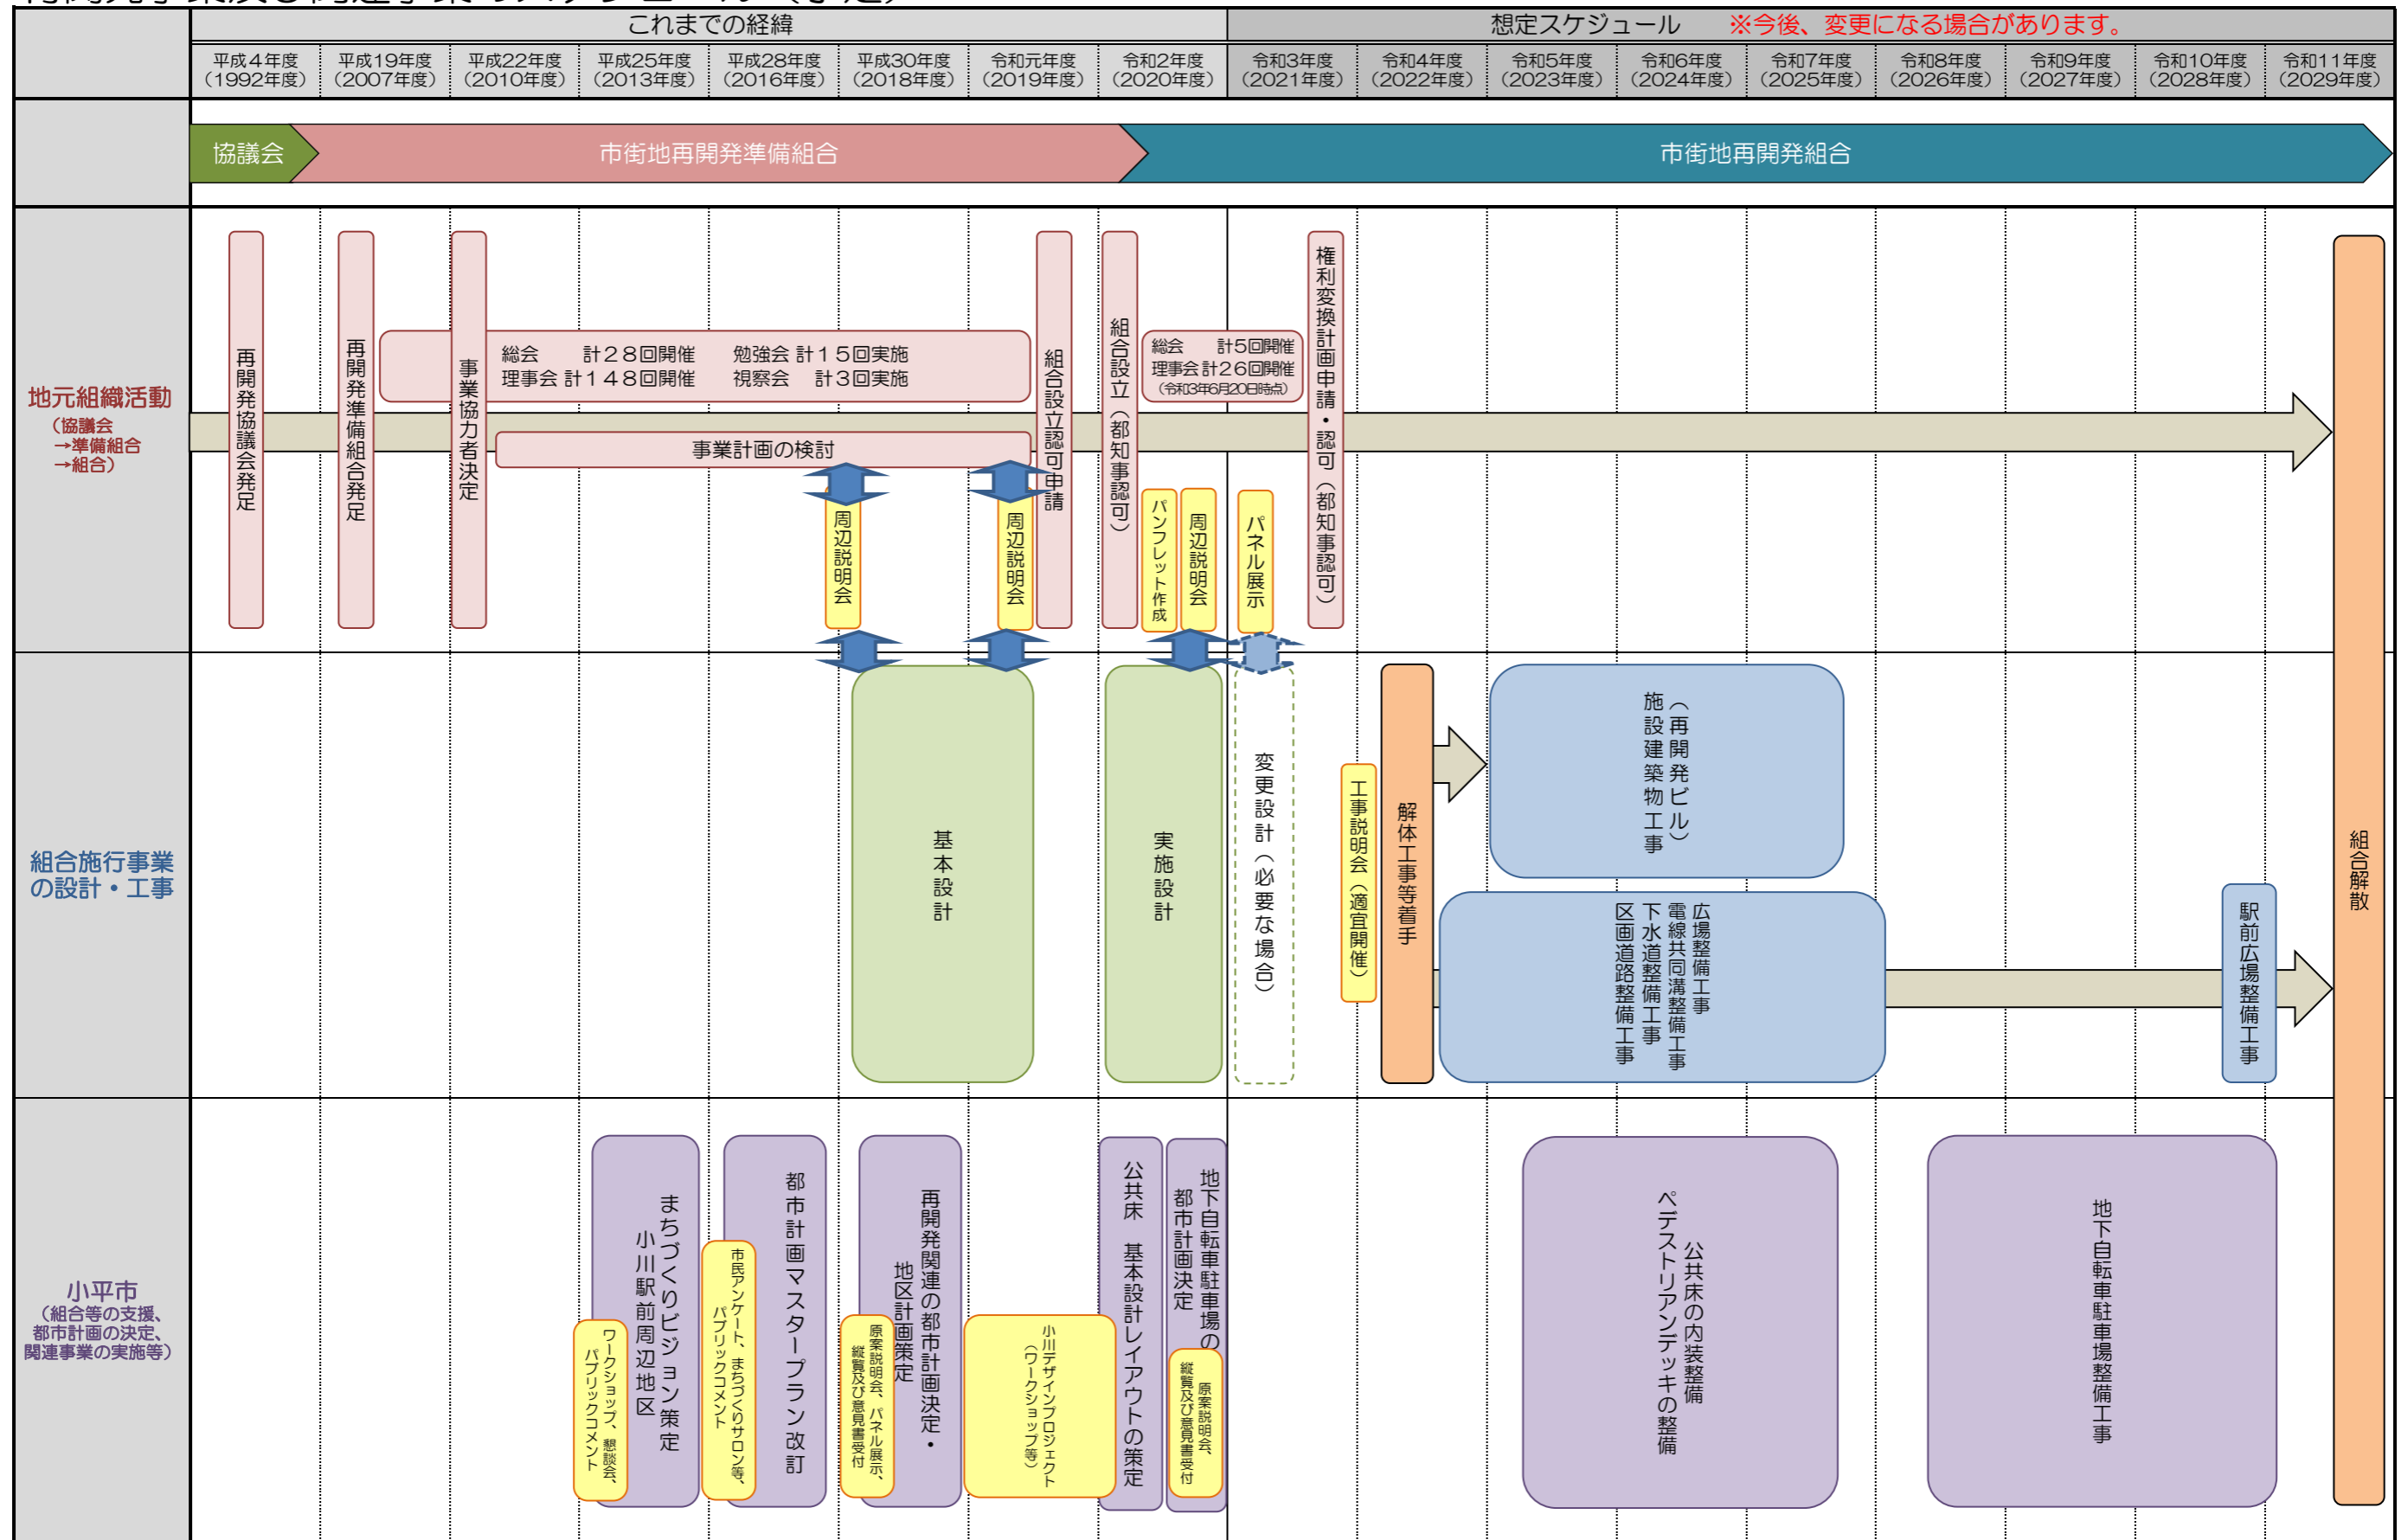 再開発事業及び関連事業のスケジュール（予定）
これまでの経緯
想定スケジュール　※今後、変更になる場合があります。
平成４年度
（1992年度）
平成19年度
（2007年度）
平成22年度
（2010年度）
平成25年度
（2013年度）
平成28年度
（2016年度）
平成30年度
（2018年度）
令和元年度
（2019年度）
令和2年度
（2020年度）
令和3年度
（2021年度）
令和4年度
（2022年度）
令和5年度
（2023年度）
令和6年度
（2024年度）
令和7年度
（2025年度）
令和8年度
（2026年度）
令和9年度
（2027年度）
令和10年度
（2028年度）
令和11年度
（2029年度）
協議会
市街地再開発準備組合
市街地再開発組合
地元組織活動
（協議会
→準備組合
→組合）
再開発協議会発足
再開発準備組合発足
事業協力者決定
総会　計２８回開催　勉強会 計１５回実施
理事会 計１４８回開催　視察会　計３回実施
事業計画の検討
周辺説明会
周辺説明会
組合設立認可申請
組合設立（都知事認可）
総会　計5回開催
理事会 計26回開催
（令和3年6月20日時点）
パンフレット作成
周辺説明会
パネル展示
権利変換計画申請・認可（都知事認可）
組合施行事業
の設計・工事
基本設計
実施設計
変更設計（必要な場合）
工事説明会（適宜開催）
解体工事等着手
（再開発ビル）
施設建築物工事
広場整備工事
電線共同溝整備工事
下水道整備工事
区画道路整備工事
駅前広場整備工事
組合解散
小平市
（組合等の支援、
都市計画の決定、
関連事業の実施等）
まちづくりビジョン策定
小川駅前周辺地区
ワークショップ、懇談会、
パブリックコメント
都市計画マスタープラン改訂
市民アンケート、まちづくりサロン等、
パブリックコメント
再開発関連の都市計画決定・
地区計画策定
原案説明会、パネル展示、
縦覧及び意見書受付
小川デザインプロジェクト
（ワークショップ等）
公共床　基本設計レイアウトの策定
地下自転車駐車場の
都市計画決定
原案説明会、
縦覧及び意見書受付
公共床の内装整備
ペデストリアンデッキの整備
地下自転車駐車場整備工事